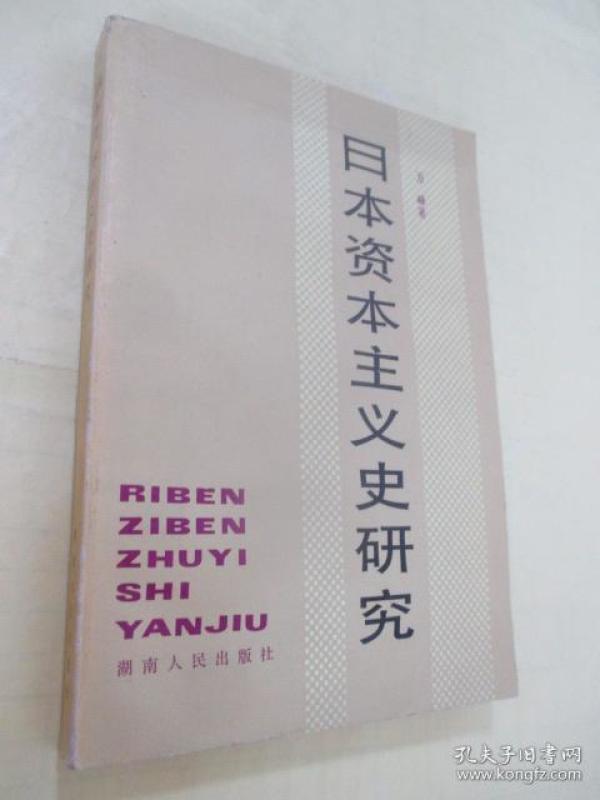 日本资本主义史研究
著
RIBEN
ZIBEN
ZHUYI
SHI
YANJIU
湖南人民出版社
孔夫子旧书网
www.kongfz.com